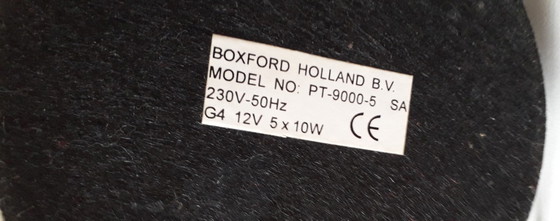 BOXFORD HOLLAND B.V.
MODEL NO: PT-9000-5 SA
230V-50Hz
G4 12V 5 x 10W CE